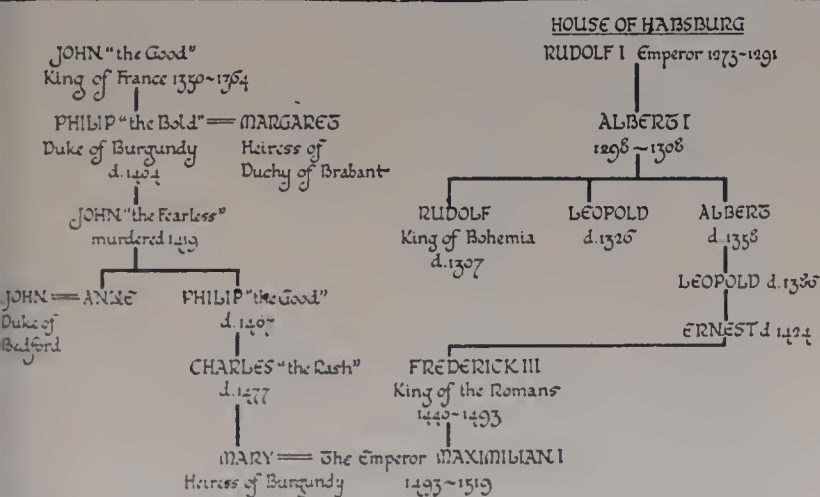 JOHN "the Good"
King of France 1350~1364
PHILIP "the Bold" = MARGARET
Duke of Burgundy
d. 1404
Heiress of
Duchy of Brabant
JOHN "the Fearless"
murdered 1419
JOHN = ANNE
Duke of
Bedford
PHILIP "the Good"
d. 1467
CHARLES "the Rash"
d. 1477
MARY = The Emperor MAXIMILIAN I
Heiress of Burgundy
1493~1519
HOUSE OF HABSBURG
RUDOLF I Emperor 1273~1291
ALBERT I
1298~1308
RUDOLF
King of Bohemia
d. 1307
LEOPOLD
d. 1326
ALBERT
d. 1358
LEOPOLD d. 1386
ERNEST d 1424
FREDERICK III
King of the Romans
1440~1493